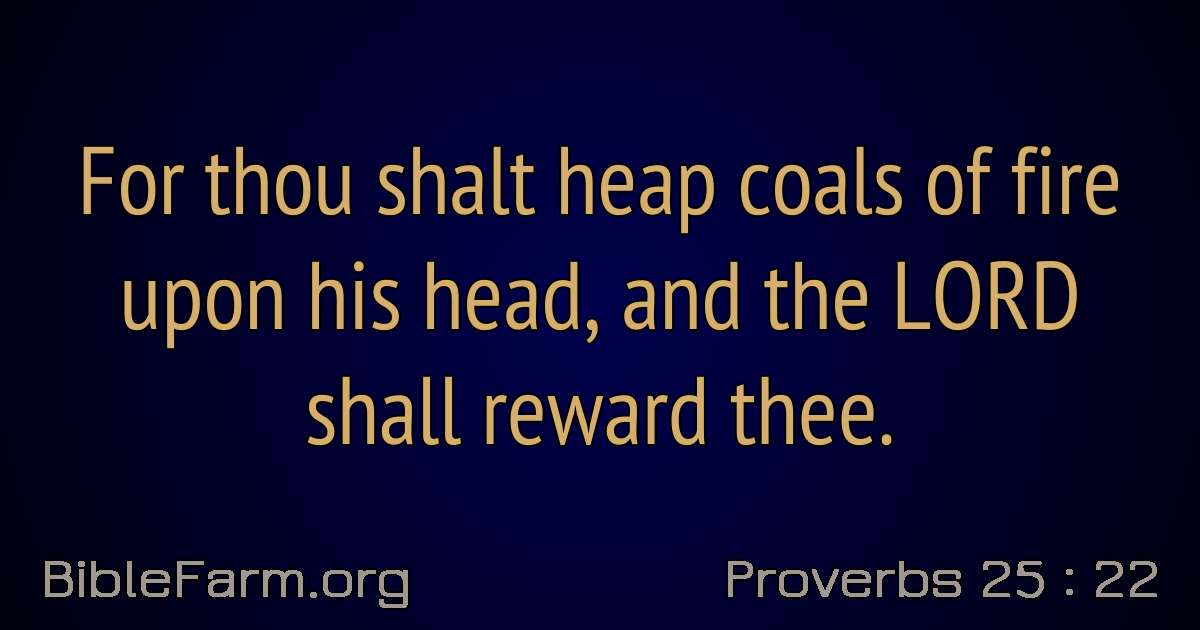 For thou shalt heap coals of fire
upon his head, and the LORD
shall reward thee.
BibleFarm.org
Proverbs 25 : 22